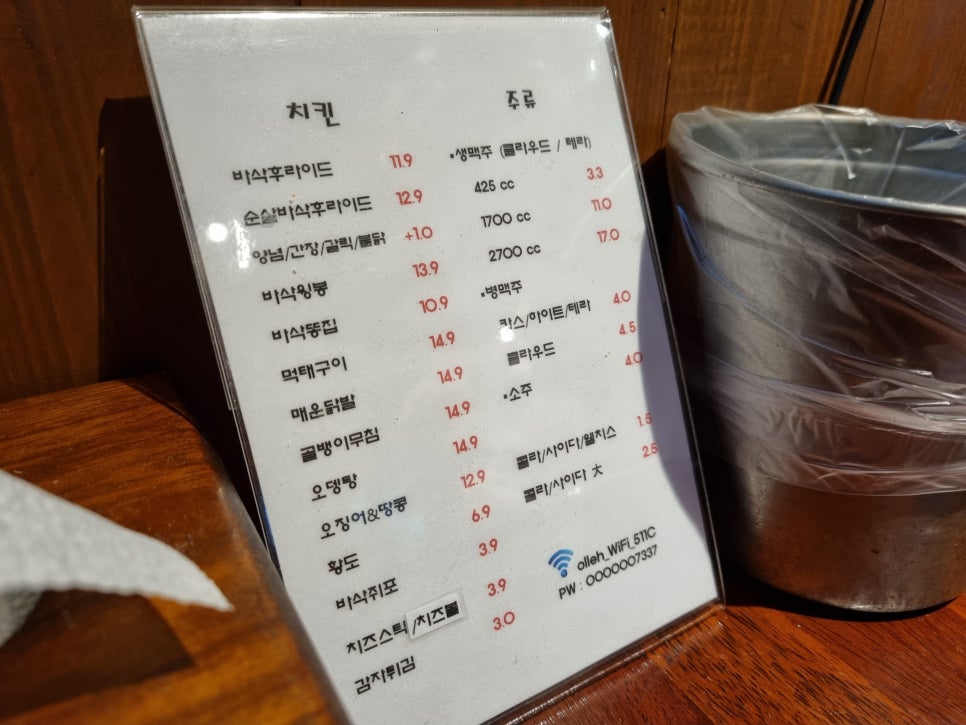 치킨
바삭후라이드 11.9
순살바삭후라이드 12.9
양념/간장/갈릭/불닭 +1.0
바삭윙봉 13.9
바삭똥집 10.9
먹태구이 14.9
매운닭발 14.9
골뱅이무침 14.9
오뎅탕 14.9
오징어&땅콩 12.9
황도 6.9
바삭쥐포 3.9
치즈스틱/치즈볼 3.9
감자튀김 3.0
주류
•생맥주 (클라우드 / 테라)
425 cc 3.3
1700 cc 11.0
2700 cc 17.0
•병맥주
카스/하이트/테라 4.0
클라우드 4.5
•소주 4.0
콜라/사이다/웰치스 1.5
콜라/사이다 大 2.5
olleh_WiFi_511C
PW : 0000007337